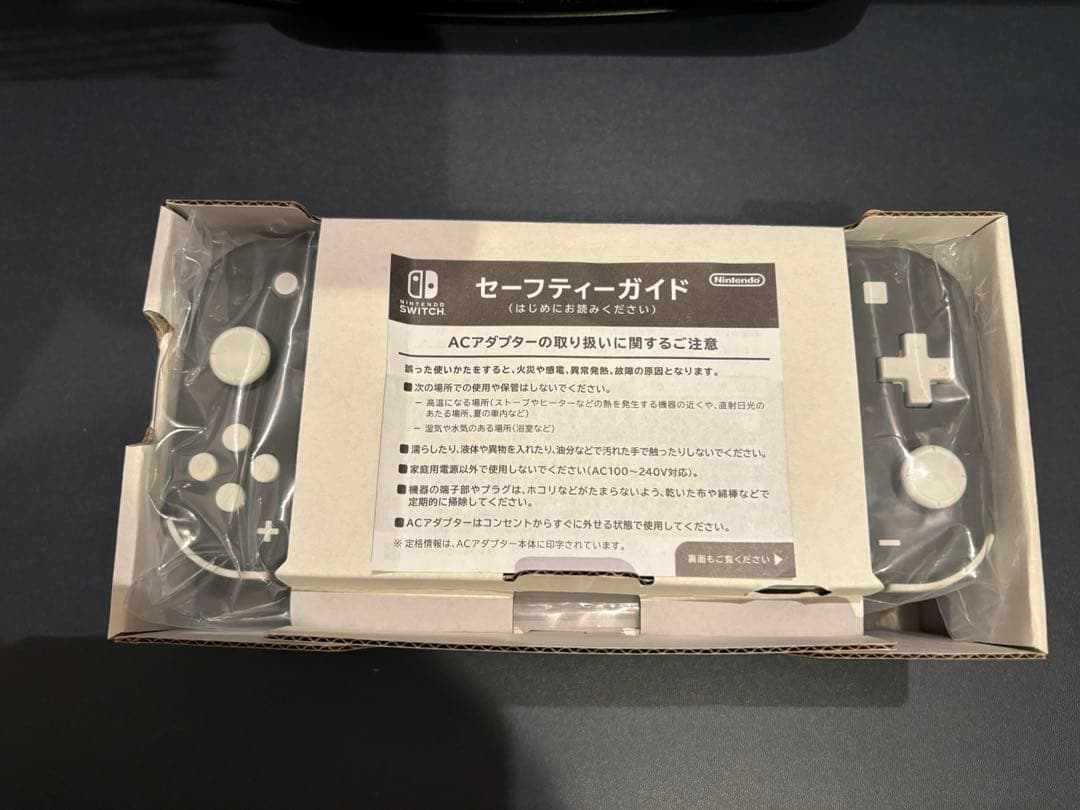 NINTENDO
SWITCH
セーフティーガイド
Nintendo
(はじめにお読みください)
ACアダプターの取り扱いに関するご注意
誤った使いかたをすると、火災や感電、異常発熱、故障の原因となります。
■次の場所での使用や保管はしないでください。
− 高温になる場所(ストーブやヒーターなどの熱を発生する機器の近くや、直射日光の
あたる場所、夏の車内など)
− 湿気や水気のある場所(浴室など)
■濡らしたり、液体や異物を入れたり、油分などで汚れた手で触ったりしないでください。
■家庭用電源以外で使用しないでください(AC100～240V対応)。
■機器の端子部やプラグは、ホコリなどがたまらないよう、乾いた布や綿棒などで
定期的に掃除してください。
■ACアダプターはコンセントからすぐに外せる状態で使用してください。
※ 定格情報は、ACアダプター本体に印字されています。
裏面もご覧ください ▶